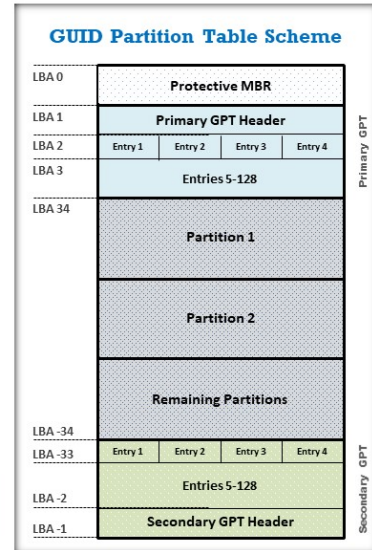 GUID Partition Table Scheme
LBA 0
Protective MBR
LBA 1
Primary GPT Header
LBA 2
Entry 1 Entry 2 Entry 3 Entry 4
LBA 3
Entries 5-128
Primary GPT
LBA 34
Partition 1
Partition 2
Remaining Partitions
LBA -34
LBA -33
Entry 1 Entry 2 Entry 3 Entry 4
Entries 5-128
LBA -2
Secondary GPT Header
LBA -1
Secondary GPT